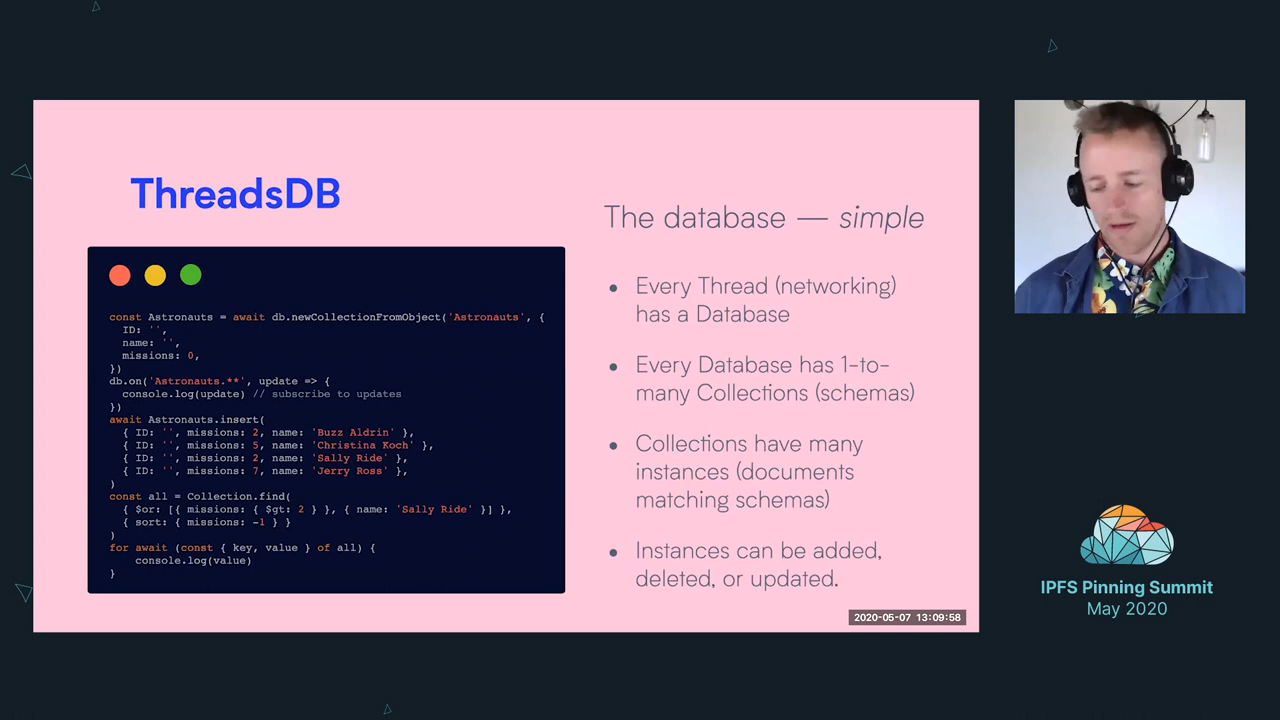 ThreadsDB
const Astronauts = await db.newCollectionFromObject('Astronauts', {
  ID: '',
  name: '',
  missions: 0,
})
db.on('Astronauts.**', update => {
  console.log(update) // subscribe to updates
})
await Astronauts.insert(
  { ID: '', missions: 2, name: 'Buzz Aldrin' },
  { ID: '', missions: 5, name: 'Christina Koch' },
  { ID: '', missions: 2, name: 'Sally Ride' },
  { ID: '', missions: 7, name: 'Jerry Ross' },
)
const all = Collection.find(
  { $or: [{ missions: { $gt: 2 } }, { name: 'Sally Ride' }] },
  { sort: { missions: -1 } }
)
for await (const { key, value } of all) {
    console.log(value)
}
The database — simple
• Every Thread (networking)
has a Database
• Every Database has 1-to-
many Collections (schemas)
• Collections have many
instances (documents
matching schemas)
• Instances can be added,
deleted, or updated.
2020-05-07 13:09:58
IPFS Pinning Summit
May 2020